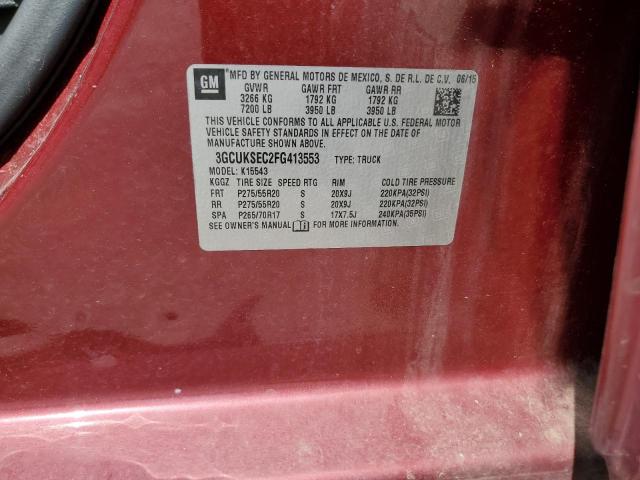 GM MFD BY GENERAL MOTORS DE MEXICO, S. DE R.L. DE C.V. 06/15
GVWR GAWR FRT GAWR RR
3266 KG 1792 KG 1792 KG
7200 LB 3950 LB 3950 LB
THIS VEHICLE CONFORMS TO ALL APPLICABLE U.S. FEDERAL MOTOR
VEHICLE SAFETY STANDARDS IN EFFECT ON THE DATE OF
MANUFACTURE SHOWN ABOVE.
3GCUKSEC2FG413553 TYPE: TRUCK
MODEL: K15543
KGGZ TIRE SIZE SPEED RTG RIM COLD TIRE PRESSURE
FRT P275/55R20 S 20X9J 220KPA(32PSI)
RR P275/55R20 S 20X9J 220KPA(32PSI)
SPA P265/70R17 S 17X7.5J 240KPA(35PSI)
SEE OWNER'S MANUAL FOR MORE INFORMATION.